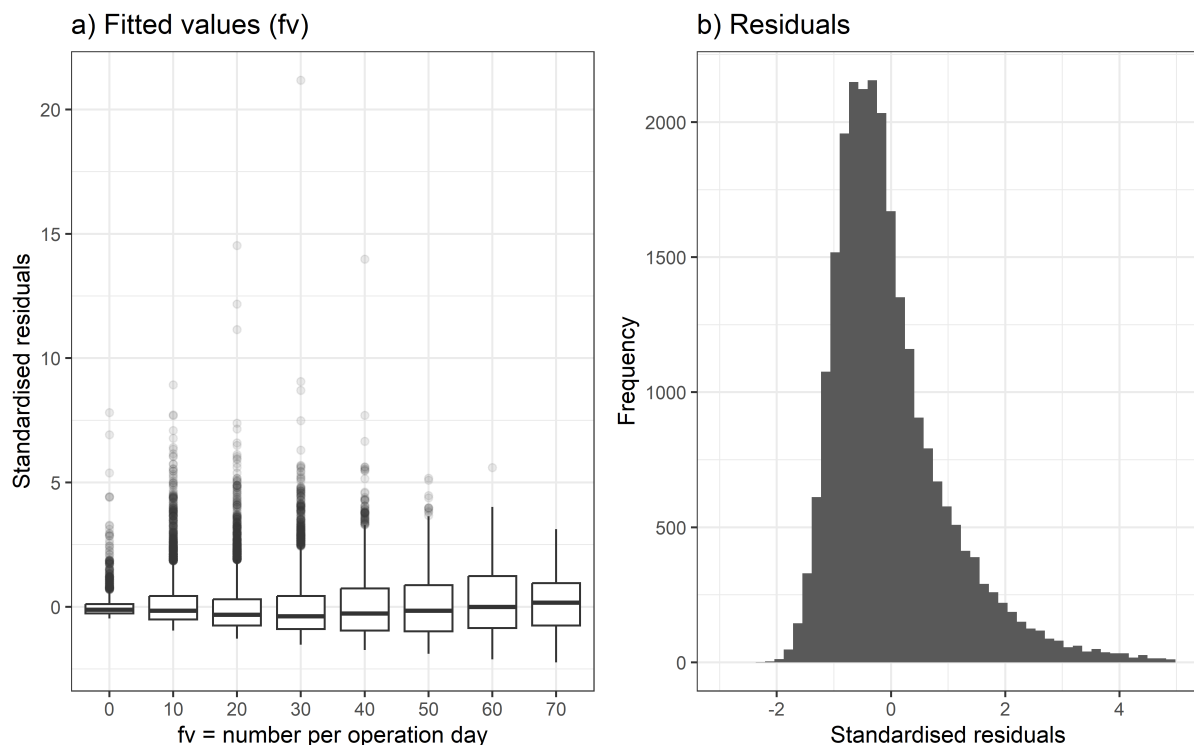 a) Fitted values (fv)
Standardised residuals
20
15
10
5
0
0 10 20 30 40 50 60 70
fv = number per operation day
b) Residuals
Frequency
2000
1500
1000
500
0
-2 0 2 4
Standardised residuals